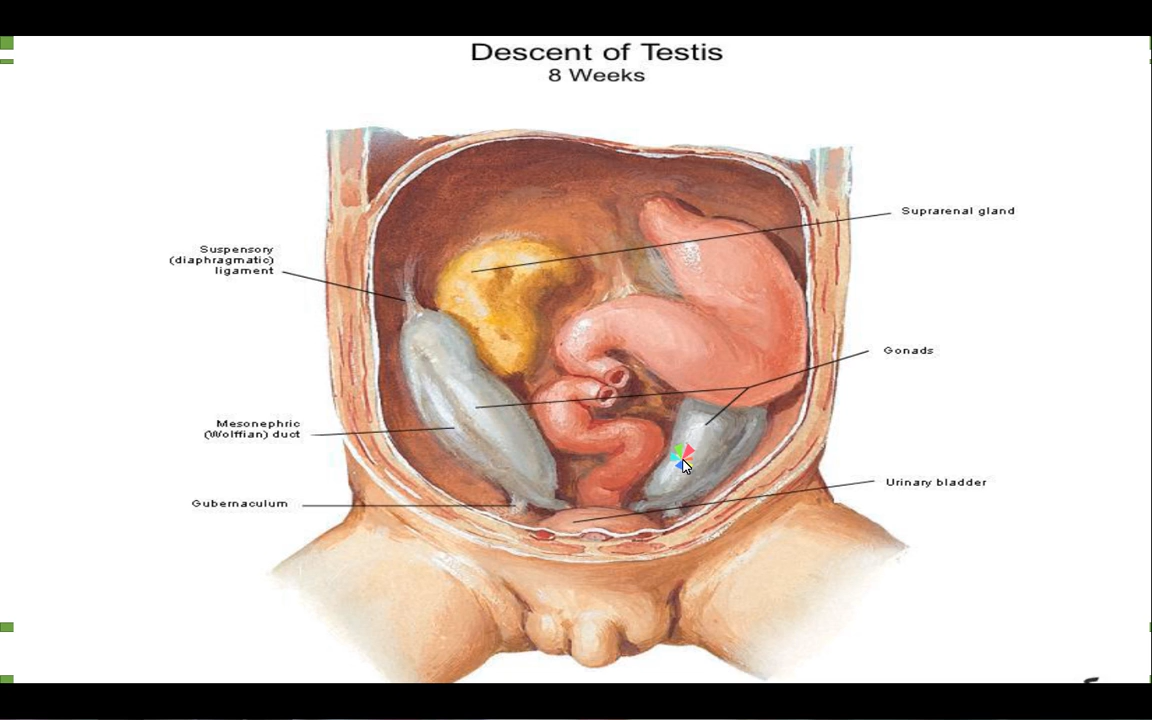 Descent of Testis
8 Weeks
Suprarenal gland
Suspensory
(diaphragmatic)
ligament
Gonads
Mesonephric
(Wolffian) duct
Urinary bladder
Gubernaculum